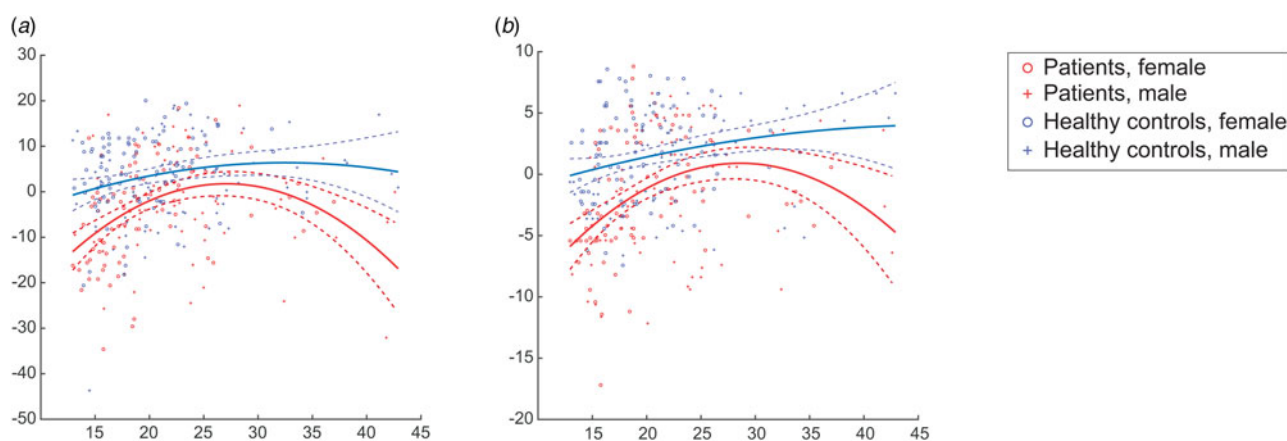 (a)
30
20
10
0
-10
-20
-30
-40
-50
15 20 25 30 35 40 45
(b)
10
5
0
-5
-10
-15
-20
15 20 25 30 35 40 45
Patients, female
Patients, male
Healthy controls, female
Healthy controls, male